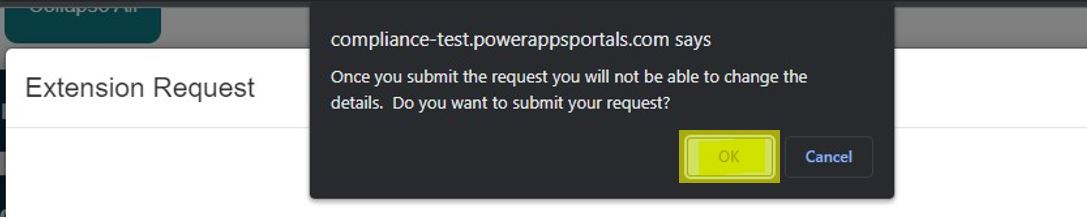 Collapse All
compliance-test.powerappsportals.com says
Extension Request
Once you submit the request you will not be able to change the
details. Do you want to submit your request?
OK
Cancel